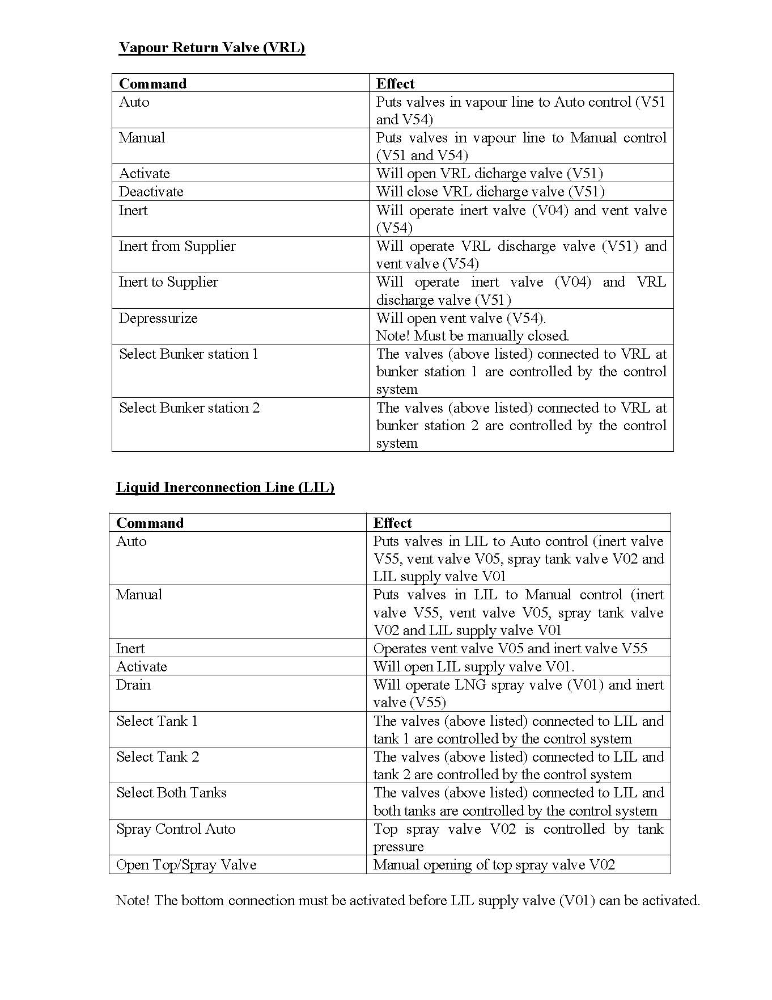 Vapour Return Valve (VRL)
Command Effect
Auto Puts valves in vapour line to Auto control (V51
and V54)
Manual Puts valves in vapour line to Manual control
(V51 and V54)
Activate Will open VRL dicharge valve (V51)
Deactivate Will close VRL dicharge valve (V51)
Inert Will operate inert valve (V04) and vent valve
(V54)
Inert from Supplier Will operate VRL discharge valve (V51) and
vent valve (V54)
Inert to Supplier Will operate inert valve (V04) and VRL
discharge valve (V51)
Depressurize Will open vent valve (V54).
Note! Must be manually closed.
Select Bunker station 1 The valves (above listed) connected to VRL at
bunker station 1 are controlled by the control
system
Select Bunker station 2 The valves (above listed) connected to VRL at
bunker station 2 are controlled by the control
system
Liquid Inerconnection Line (LIL)
Command Effect
Auto Puts valves in LIL to Auto control (inert valve
V55, vent valve V05, spray tank valve V02 and
LIL supply valve V01
Manual Puts valves in LIL to Manual control (inert
valve V55, vent valve V05, spray tank valve
V02 and LIL supply valve V01
Inert Operates vent valve V05 and inert valve V55
Activate Will open LIL supply valve V01.
Drain Will operate LNG spray valve (V01) and inert
valve (V55)
Select Tank 1 The valves (above listed) connected to LIL and
tank 1 are controlled by the control system
Select Tank 2 The valves (above listed) connected to LIL and
tank 2 are controlled by the control system
Select Both Tanks The valves (above listed) connected to LIL and
both tanks are controlled by the control system
Spray Control Auto Top spray valve V02 is controlled by tank
pressure
Open Top/Spray Valve Manual opening of top spray valve V02
Note! The bottom connection must be activated before LIL supply valve (V01) can be activated.